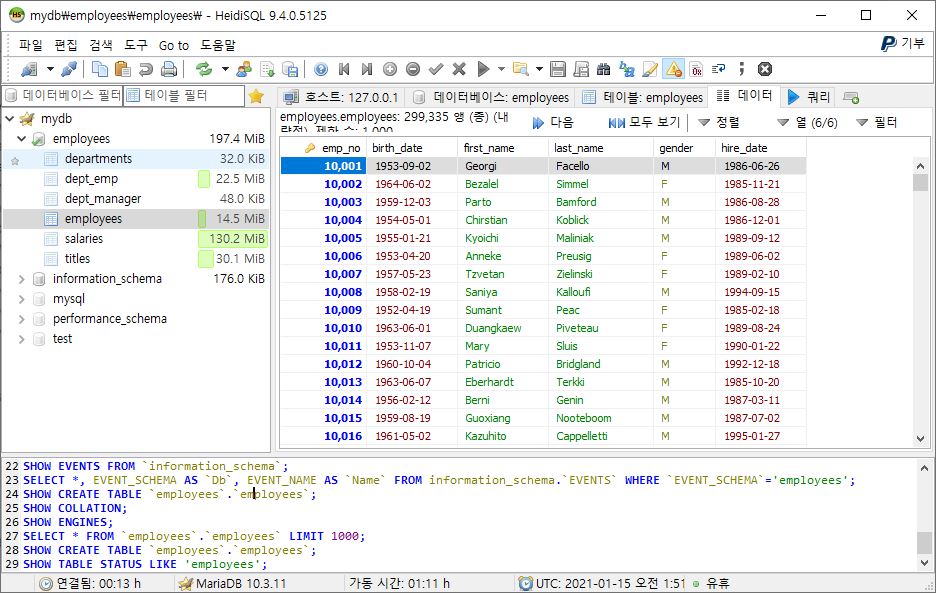 mydb₩employees₩employees₩ - HeidiSQL 9.4.0.5125
파일 편집 검색 도구 Go to 도움말
기부
데이터베이스 필터 테이블 필터
호스트: 127.0.0.1 데이터베이스: employees 테이블: employees 데이터 쿼리
mydb
employees 197.4 MiB
departments 32.0 KiB
dept_emp 22.5 MiB
dept_manager 48.0 KiB
employees 14.5 MiB
salaries 130.2 MiB
titles 30.1 MiB
information_schema 176.0 KiB
mysql
performance_schema
test
employees.employees: 299,335 앵 (종) (내
다음 모두 보기 정렬 열 (6/6) 필터
emp_no birth_date first_name last_name gender hire_date
10,001 1953-09-02 Georgi Facello M 1986-06-26
10,002 1964-06-02 Bezalel Simmel F 1985-11-21
10,003 1959-12-03 Parto Bamford M 1986-08-28
10,004 1954-05-01 Chirstian Koblick M 1986-12-01
10,005 1955-01-21 Kyoichi Maliniak M 1989-09-12
10,006 1953-04-20 Anneke Preusig F 1989-06-02
10,007 1957-05-23 Tzvetan Zielinski F 1989-02-10
10,008 1958-02-19 Saniya Kalloufi M 1994-09-15
10,009 1952-04-19 Sumant Peac F 1985-02-18
10,010 1963-06-01 Duangkaew Piveteau F 1989-08-24
10,011 1953-11-07 Mary Sluis F 1990-01-22
10,012 1960-10-04 Patricio Bridgland M 1992-12-18
10,013 1963-06-07 Eberhardt Terkki M 1985-10-20
10,014 1956-02-12 Berni Genin M 1987-03-11
10,015 1959-08-19 Guoxiang Nooteboom M 1987-07-02
10,016 1961-05-02 Kazuhito Cappelletti M 1995-01-27
22 SHOW EVENTS FROM `information_schema`;
23 SELECT *, EVENT_SCHEMA AS `Db`, EVENT_NAME AS `Name` FROM information_schema.`EVENTS` WHERE `EVENT_SCHEMA`='employees';
24 SHOW CREATE TABLE `employees`.`employees`;
25 SHOW COLLATION;
26 SHOW ENGINES;
27 SELECT * FROM `employees`.`employees` LIMIT 1000;
28 SHOW CREATE TABLE `employees`.`employees`;
29 SHOW TABLE STATUS LIKE 'employees';
연결됨: 00:13 h MariaDB 10.3.11 가동 시간: 01:11 h UTC: 2021-01-15 오전 1:51 유휴